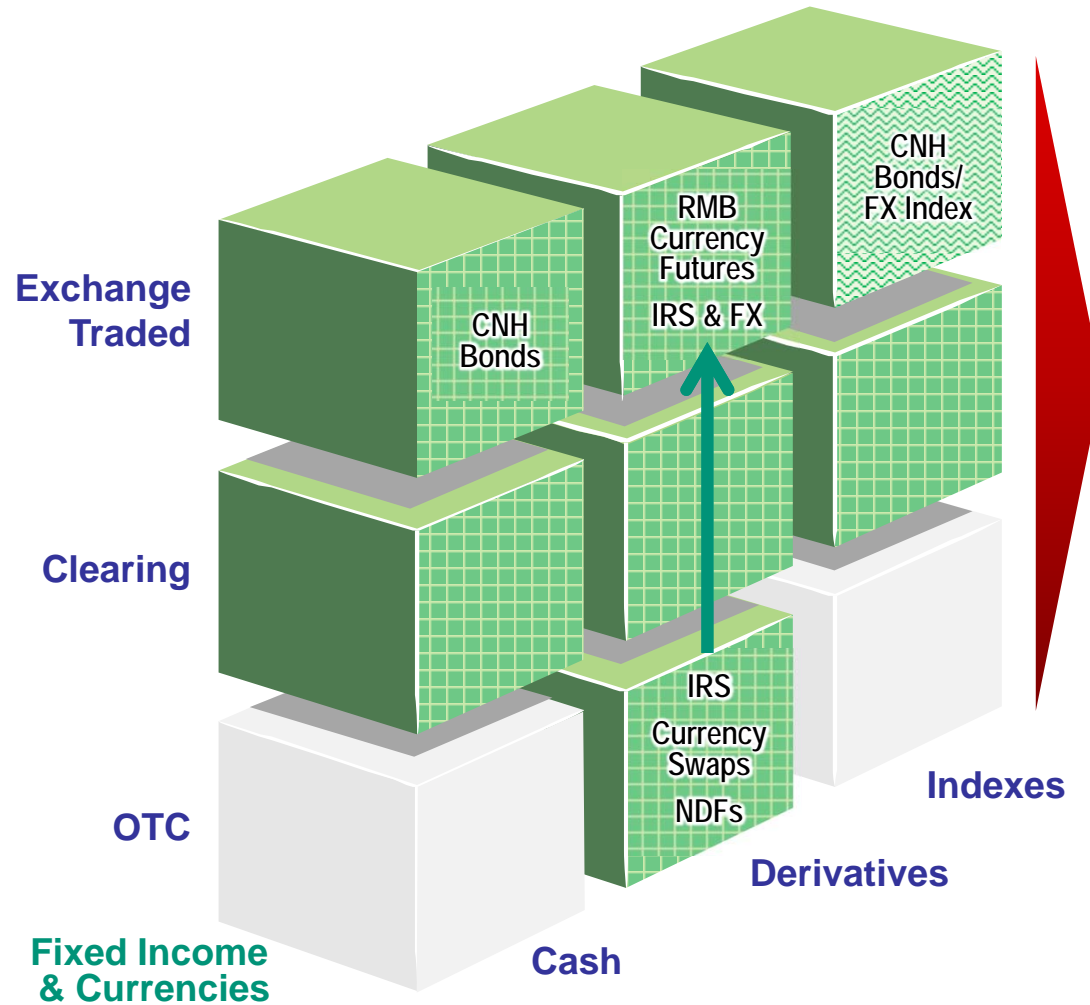 CNH
Bonds/
FX Index
RMB
Currency
Futures
IRS & FX
Exchange
Traded
CNH
Bonds
Clearing
IRS
Currency
Swaps
NDFs
Indexes
OTC
Derivatives
Cash
Fixed Income
& Currencies